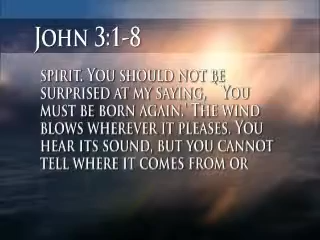 John 3:1-8
spirit. You should not be
surprised at my saying, 'You
must be born again.' The wind
blows wherever it pleases. You
hear its sound, but you cannot
tell where it comes from or